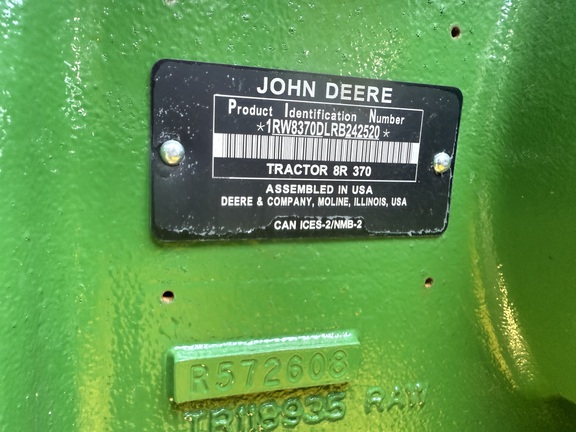 JOHN DEERE
Product Identification Number
*1RW8370DLRB242520*
TRACTOR 8R 370
ASSEMBLED IN USA
DEERE & COMPANY, MOLINE, ILLINOIS, USA
CAN ICES-2/NMB-2
R572608
TR119935 RAW